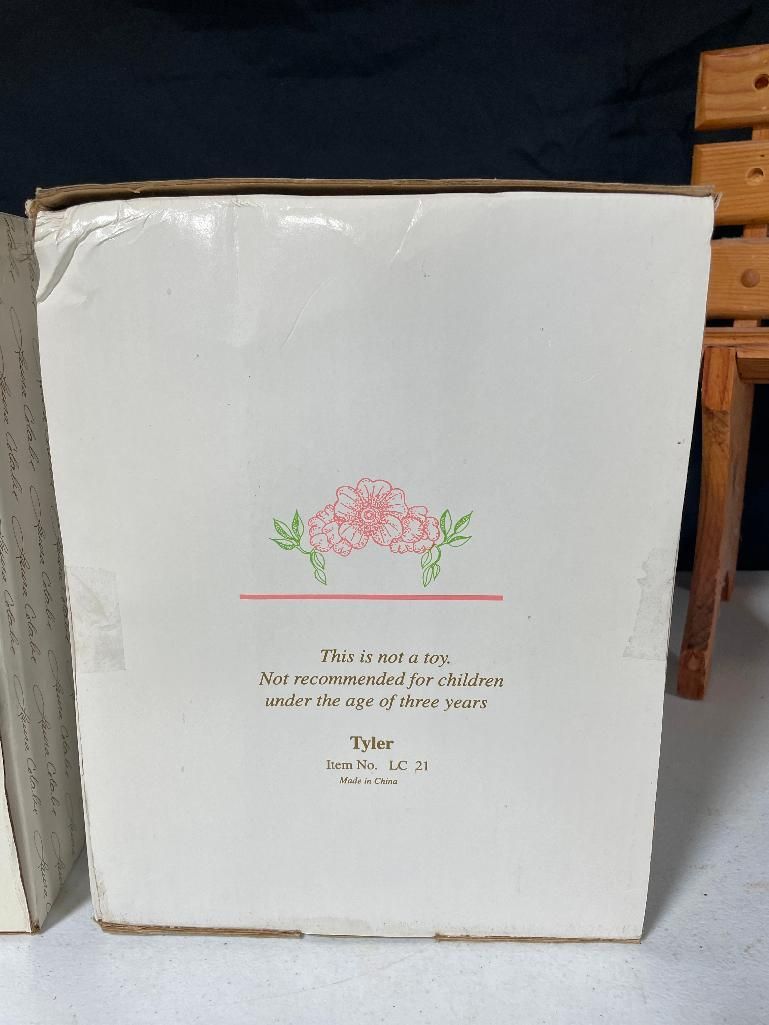 This is not a toy.
Not recommended for children
under the age of three years
Tyler
Item No. LC 21
Made in China